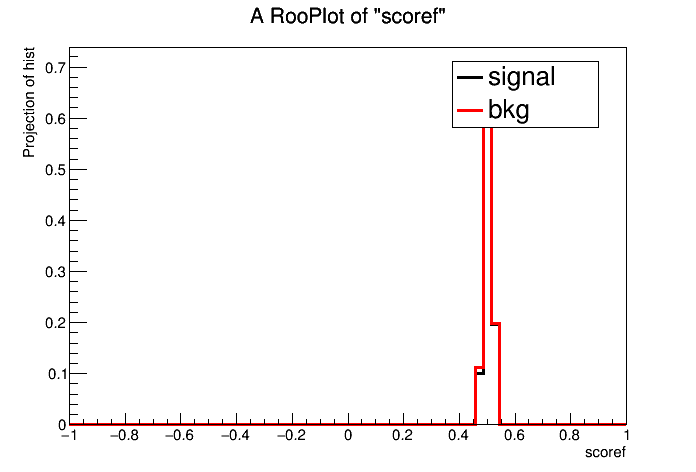 A RooPlot of "scoref"
Projection of hist
0.7
0.6
0.5
0.4
0.3
0.2
0.1
0
signal
bkg
−1 −0.8 −0.6 −0.4 −0.2 0 0.2 0.4 0.6 0.8 1
scoref